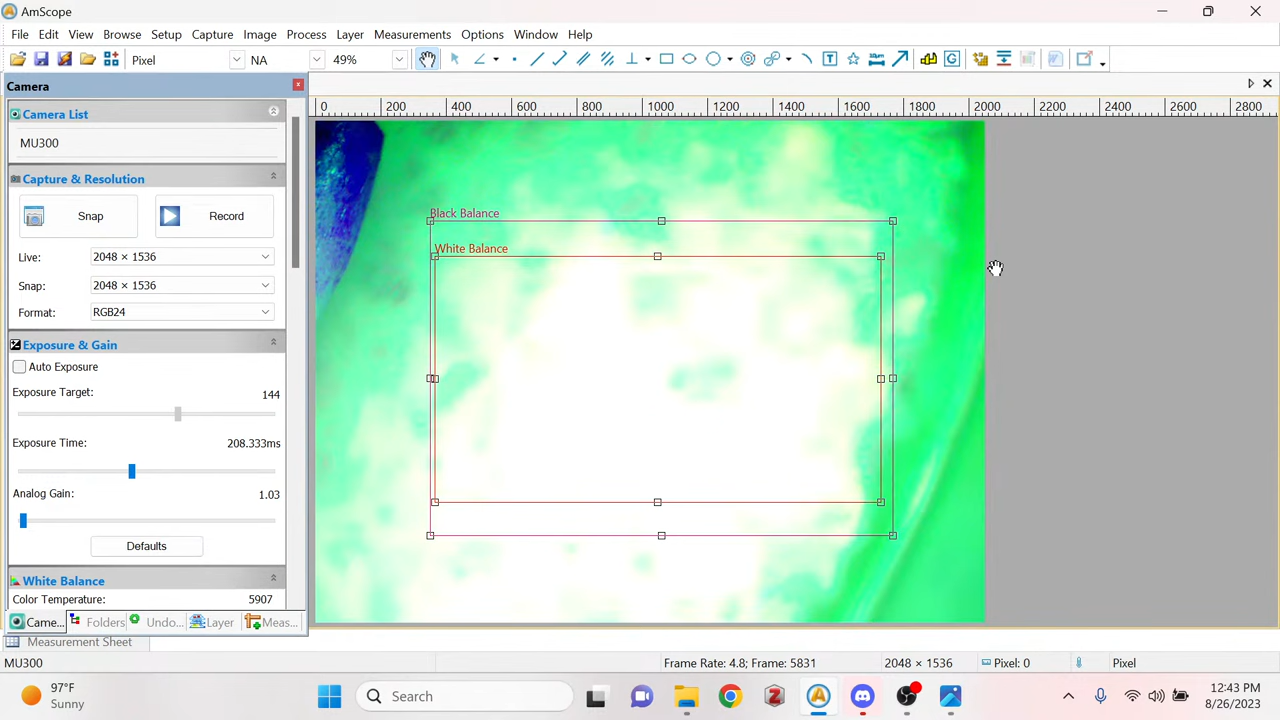 AmScope
File Edit View Browse Setup Capture Image Process Layer Measurements Options Window Help
Pixel NA 49%
Camera
0 200 400 600 800 1000 1200 1400 1600 1800 2000 2200 2400 2600 2800
Camera List
MU300
Capture & Resolution
Snap Record
Live: 2048 × 1536
Snap: 2048 × 1536
Format: RGB24
Exposure & Gain
Auto Exposure
Exposure Target: 144
Exposure Time: 208.333ms
Analog Gain: 1.03
Defaults
White Balance
Color Temperature: 5907
Came... Folders Undo... Layer Meas...
Black Balance
White Balance
Measurement Sheet
MU300 Frame Rate: 4.8; Frame: 5831 2048 × 1536 Pixel: 0 Pixel
97°F
Sunny
Search
12:43 PM
8/26/2023